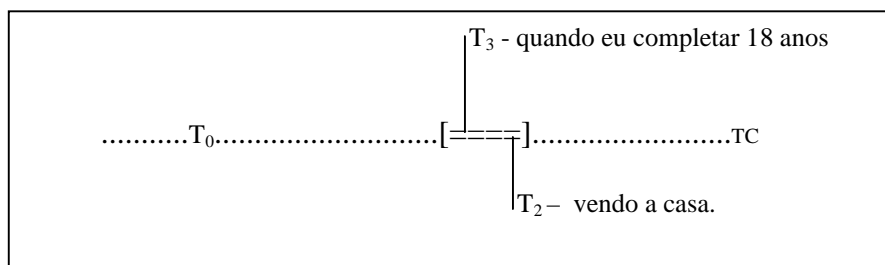 T₃ - quando eu completar 18 anos
...........T₀.............................[====]..........................TC
T₂ – vendo a casa.